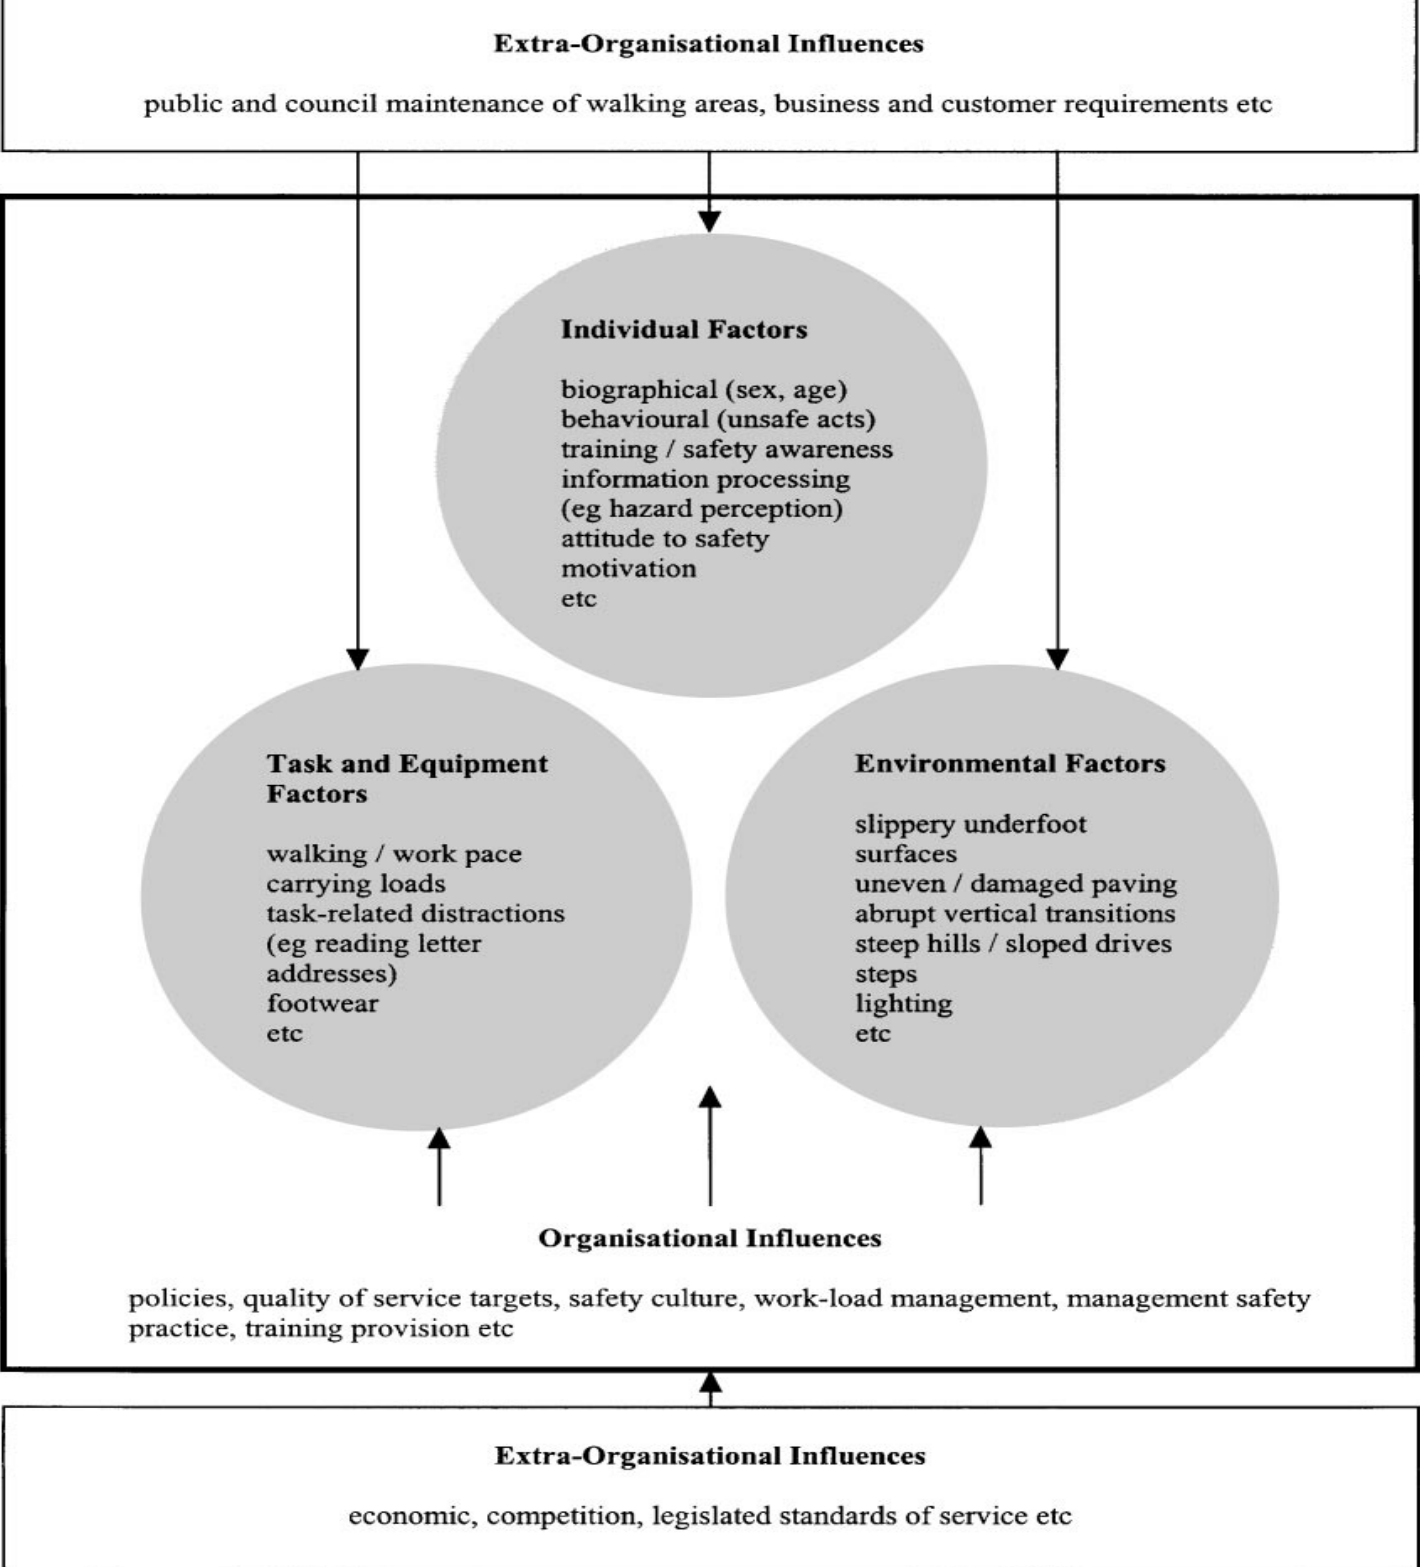 Extra-Organisational Influences
public and council maintenance of walking areas, business and customer requirements etc
Individual Factors
biographical (sex, age)
behavioural (unsafe acts)
training / safety awareness
information processing
(eg hazard perception)
attitude to safety
motivation
etc
Task and Equipment
Factors
walking / work pace
carrying loads
task-related distractions
(eg reading letter
addresses)
footwear
etc
Environmental Factors
slippery underfoot
surfaces
uneven / damaged paving
abrupt vertical transitions
steep hills / sloped drives
steps
lighting
etc
Organisational Influences
policies, quality of service targets, safety culture, work-load management, management safety
practice, training provision etc
Extra-Organisational Influences
economic, competition, legislated standards of service etc